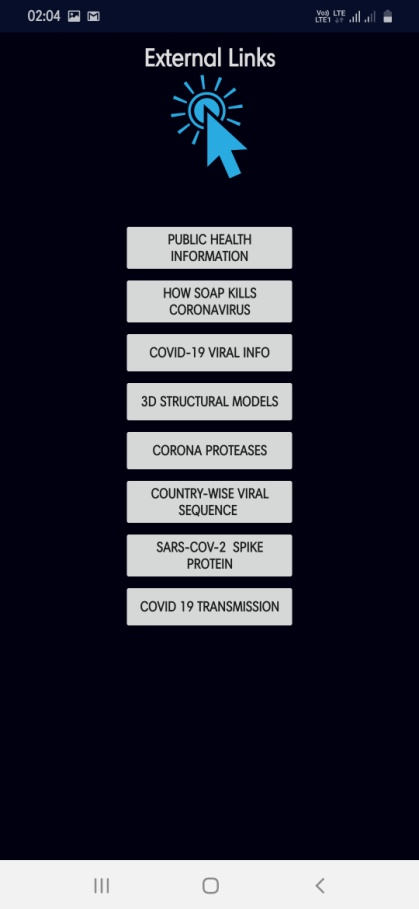 02:04
Vo) LTE
LTE1
External Links
PUBLIC HEALTH
INFORMATION
HOW SOAP KILLS
CORONAVIRUS
COVID-19 VIRAL INFO
3D STRUCTURAL MODELS
CORONA PROTEASES
COUNTRY-WISE VIRAL
SEQUENCE
SARS-COV-2 SPIKE
PROTEIN
COVID 19 TRANSMISSION